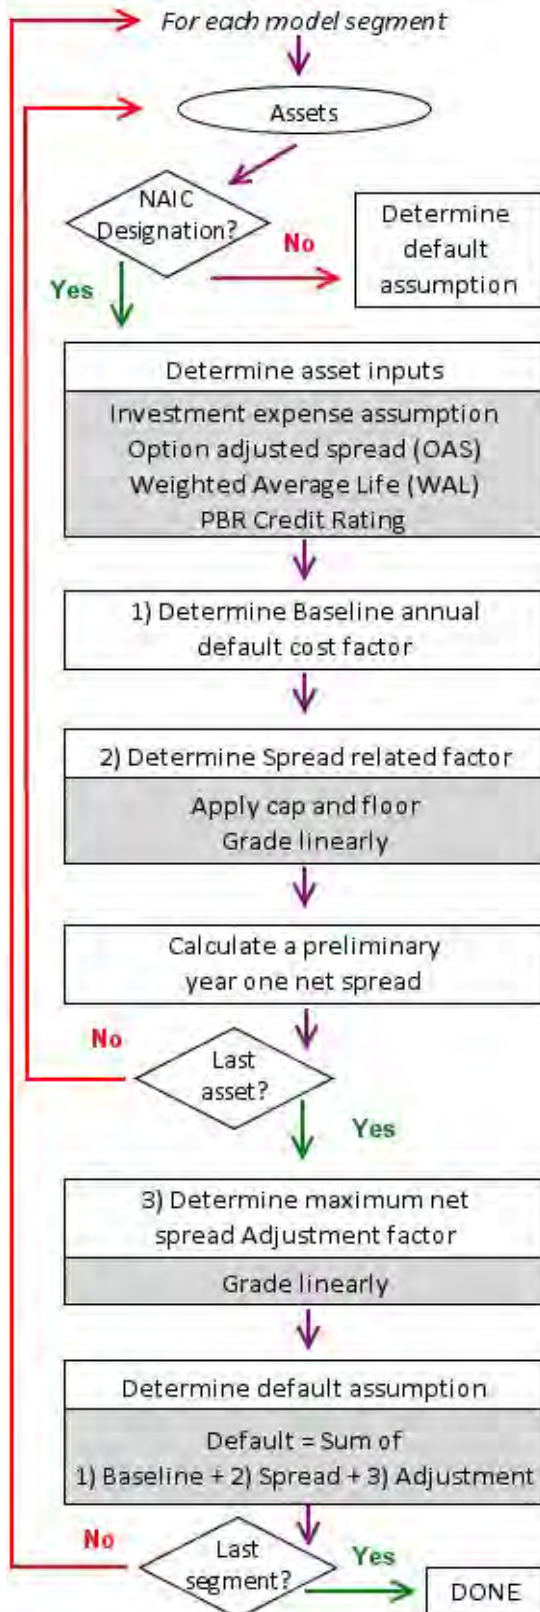 For each model segment
Assets
NAIC
Designation?
No
Determine
default
assumption
Yes
Determine asset inputs
Investment expense assumption
Option adjusted spread (OAS)
Weighted Average Life (WAL)
PBR Credit Rating
1) Determine Baseline annual
default cost factor
2) Determine Spread related factor
Apply cap and floor
Grade linearly
Calculate a preliminary
year one net spread
No
Last
asset?
Yes
3) Determine maximum net
spread Adjustment factor
Grade linearly
Determine default assumption
Default = Sum of
1) Baseline + 2) Spread + 3) Adjustment
No
Last
segment?
Yes
DONE